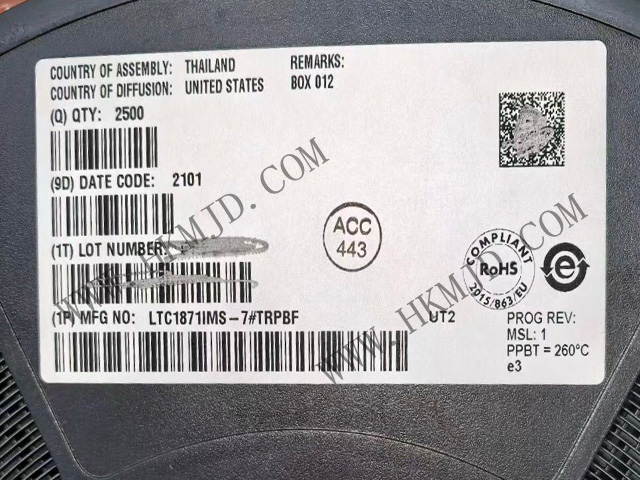 COUNTRY OF ASSEMBLY: THAILAND
REMARKS:
COUNTRY OF DIFFUSION: UNITED STATES
BOX 012
(Q) QTY: 2500
(9D) DATE CODE: 2101
(1T) LOT NUMBER:
ACC
443
COMPLIANT
RoHS
2015/863/EU
e
(1P) MFG NO: LTC1871IMS-7#TRPBF
UT2
PROG REV:
MSL: 1
PPBT = 260°C
e3
WWW.HKMJD.COM
WWW.HKMJD.COM